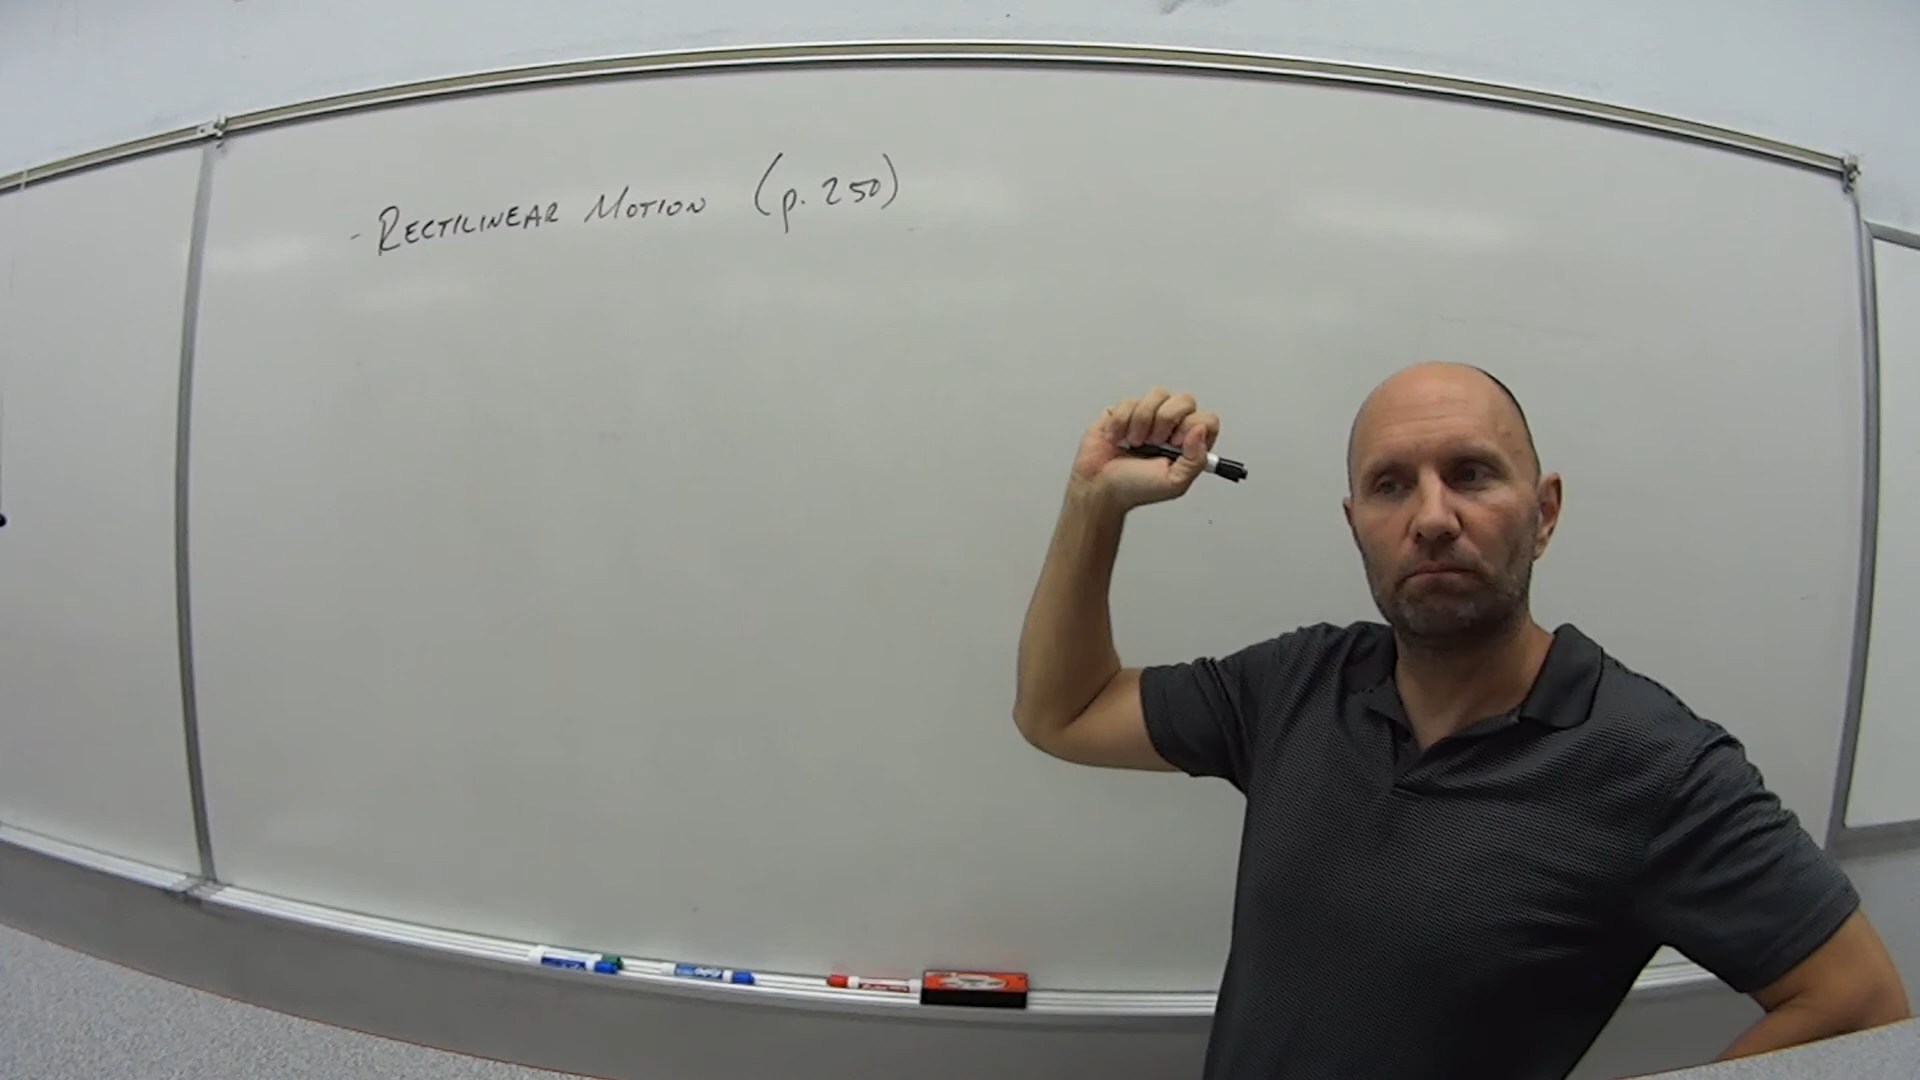 - RECTILINEAR MOTION (p. 250)